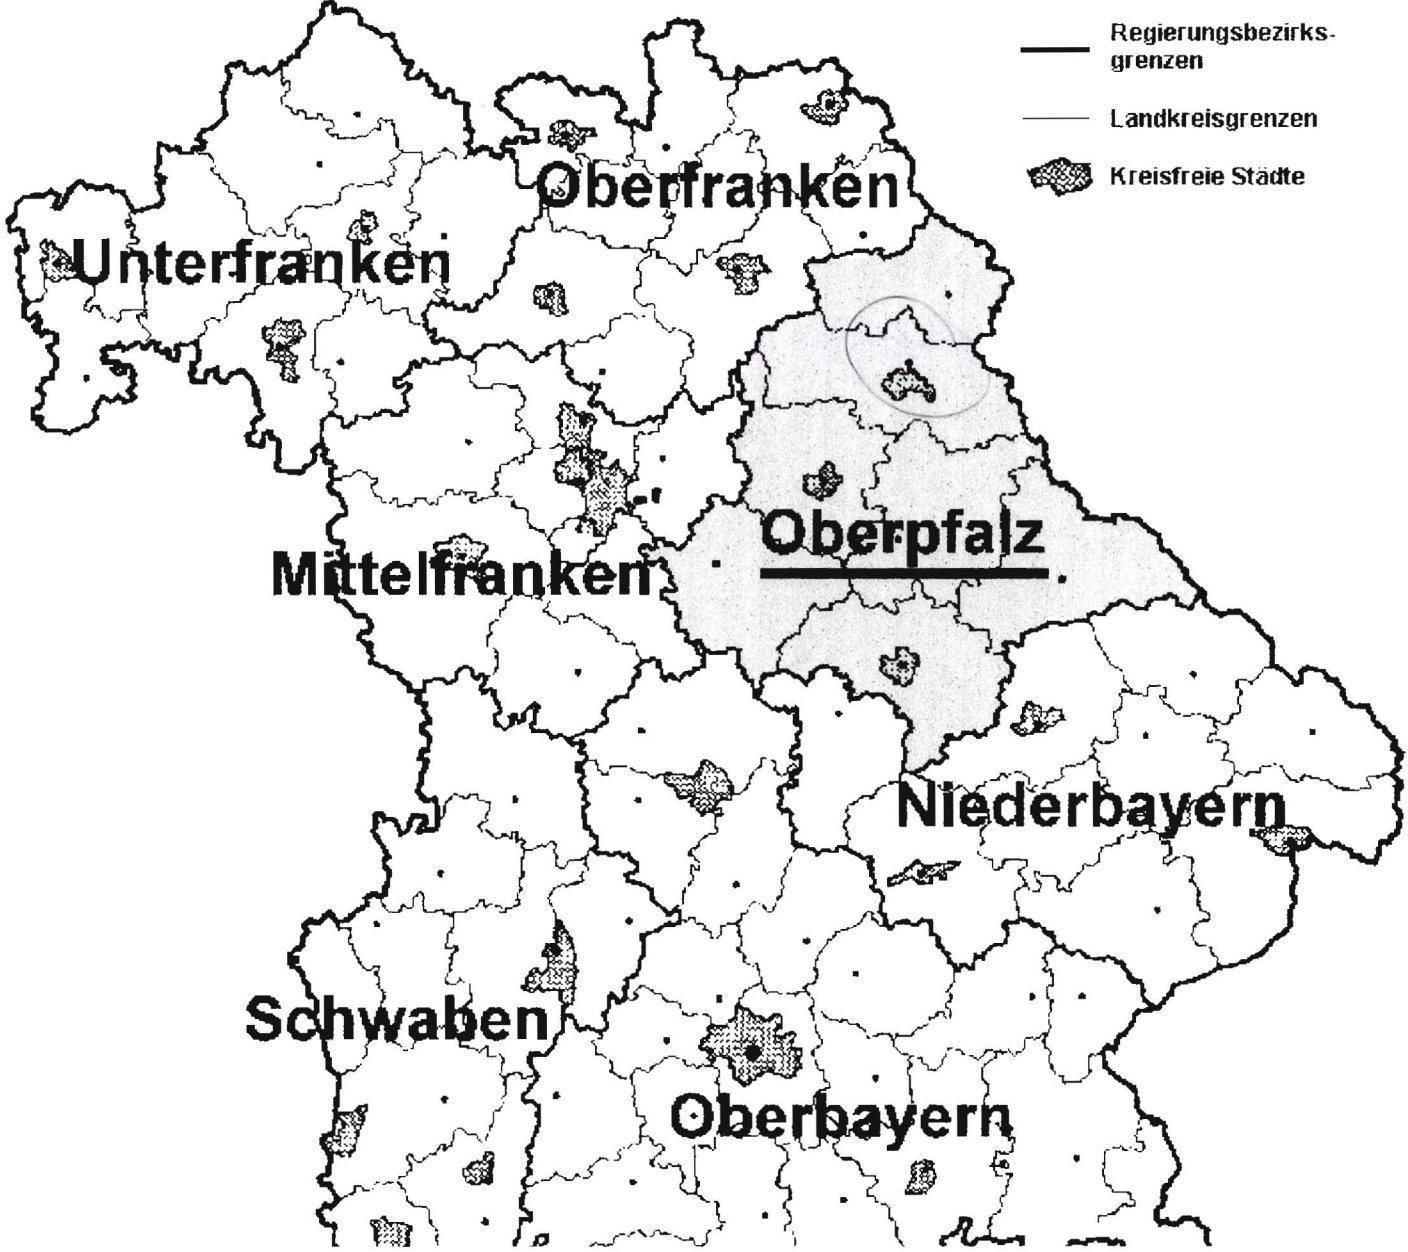 Regierungsbezirks-
grenzen
Landkreisgrenzen
Kreisfreie Städte
Oberfranken
Unterfranken
Oberpfalz
Mittelfranken
Niederbayern
Schwaben
Oberbayern